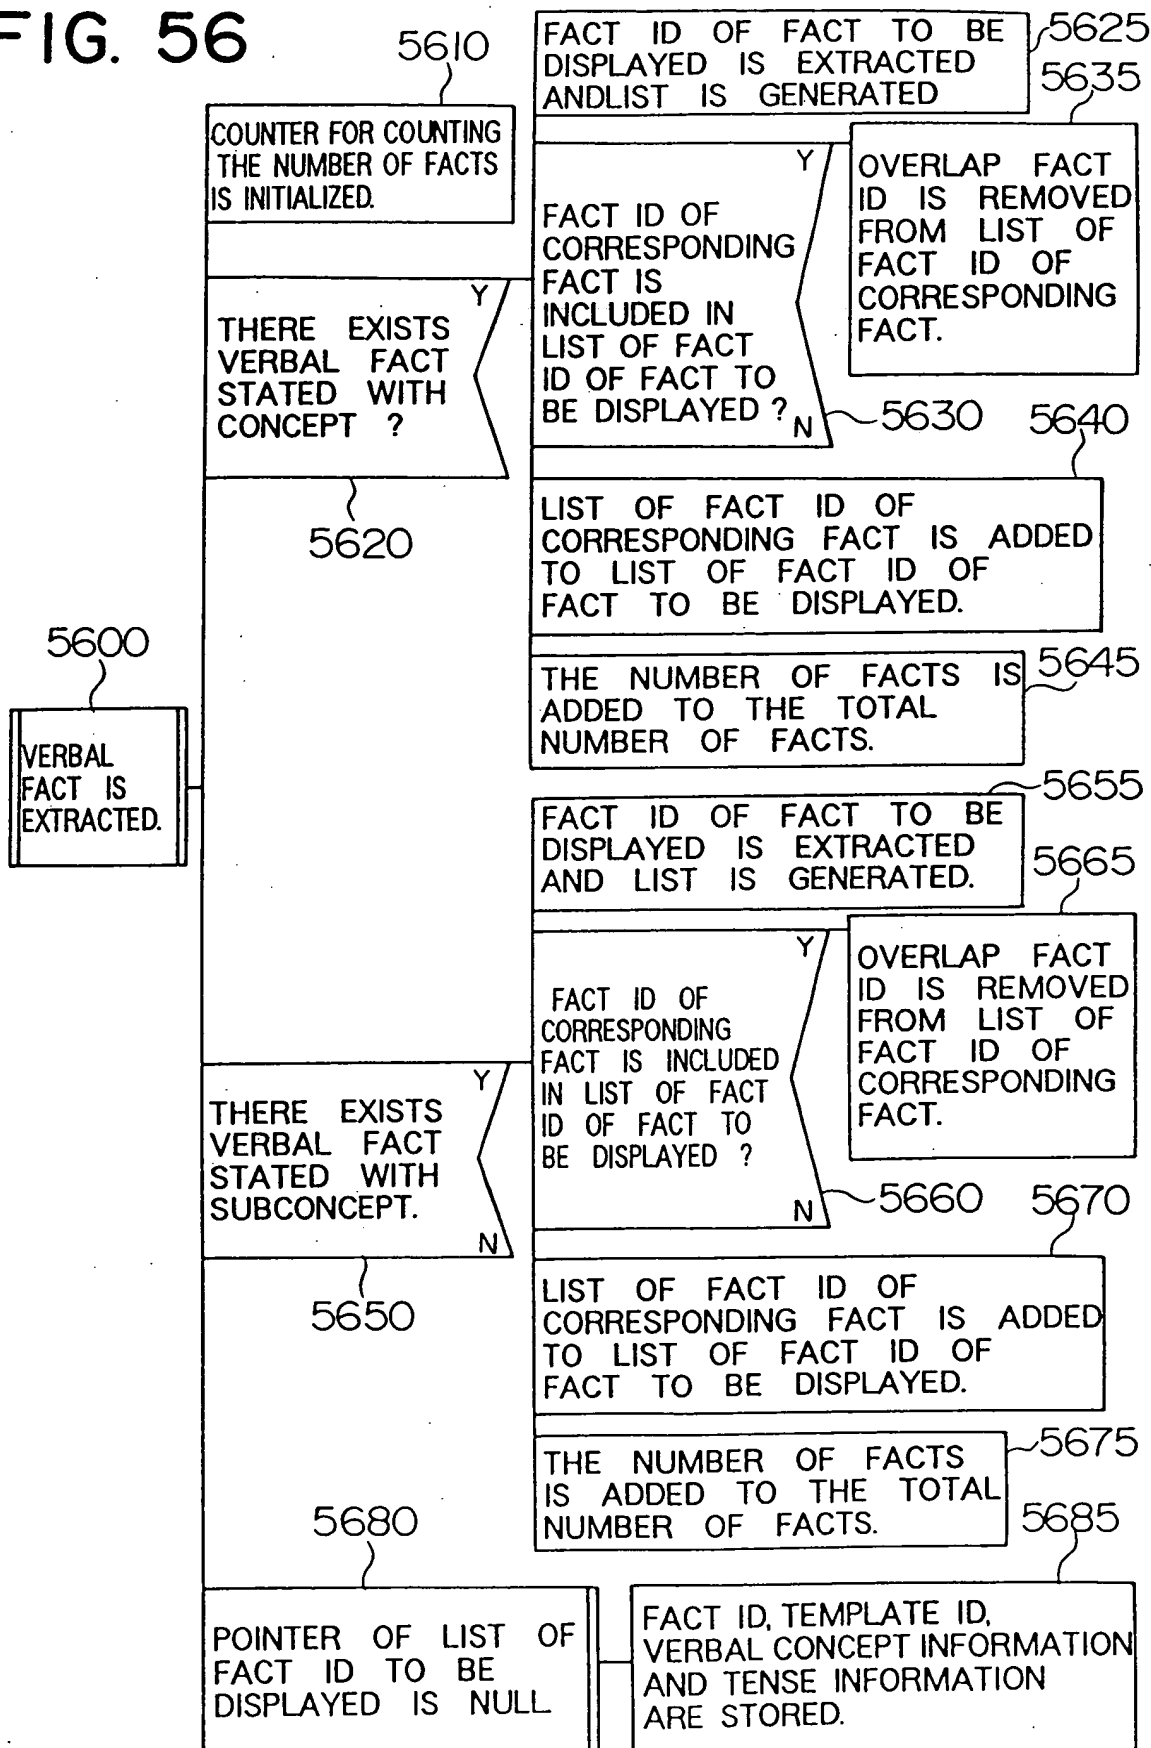 FIG. 56
5610
COUNTER FOR COUNTING
THE NUMBER OF FACTS
IS INITIALIZED.
THERE EXISTS
VERBAL FACT
STATED WITH
CONCEPT ?
Y
5620
5600
VERBAL
FACT IS
EXTRACTED.
FACT ID OF FACT TO BE
DISPLAYED IS EXTRACTED
ANDLIST IS GENERATED
5625
5635
FACT ID OF
CORRESPONDING
FACT IS
INCLUDED IN
LIST OF FACT
ID OF FACT TO
BE DISPLAYED ?
Y
N
5630
OVERLAP FACT
ID IS REMOVED
FROM LIST OF
FACT ID OF
CORRESPONDING
FACT.
5640
LIST OF FACT ID OF
CORRESPONDING FACT IS ADDED
TO LIST OF FACT ID OF
FACT TO BE DISPLAYED.
THE NUMBER OF FACTS IS
ADDED TO THE TOTAL
NUMBER OF FACTS.
5645
5655
FACT ID OF FACT TO BE
DISPLAYED IS EXTRACTED
AND LIST IS GENERATED.
5665
THERE EXISTS
VERBAL FACT
STATED WITH
SUBCONCEPT.
Y
N
5650
FACT ID OF
CORRESPONDING
FACT IS INCLUDED
IN LIST OF FACT
ID OF FACT TO
BE DISPLAYED ?
Y
N
5660
OVERLAP FACT
ID IS REMOVED
FROM LIST OF
FACT ID OF
CORRESPONDING
FACT.
5670
LIST OF FACT ID OF
CORRESPONDING FACT IS ADDED
TO LIST OF FACT ID OF
FACT TO BE DISPLAYED.
THE NUMBER OF FACTS
IS ADDED TO THE TOTAL
NUMBER OF FACTS.
5675
5680
POINTER OF LIST OF
FACT ID TO BE
DISPLAYED IS NULL
5685
FACT ID, TEMPLATE ID,
VERBAL CONCEPT INFORMATION
AND TENSE INFORMATION
ARE STORED.